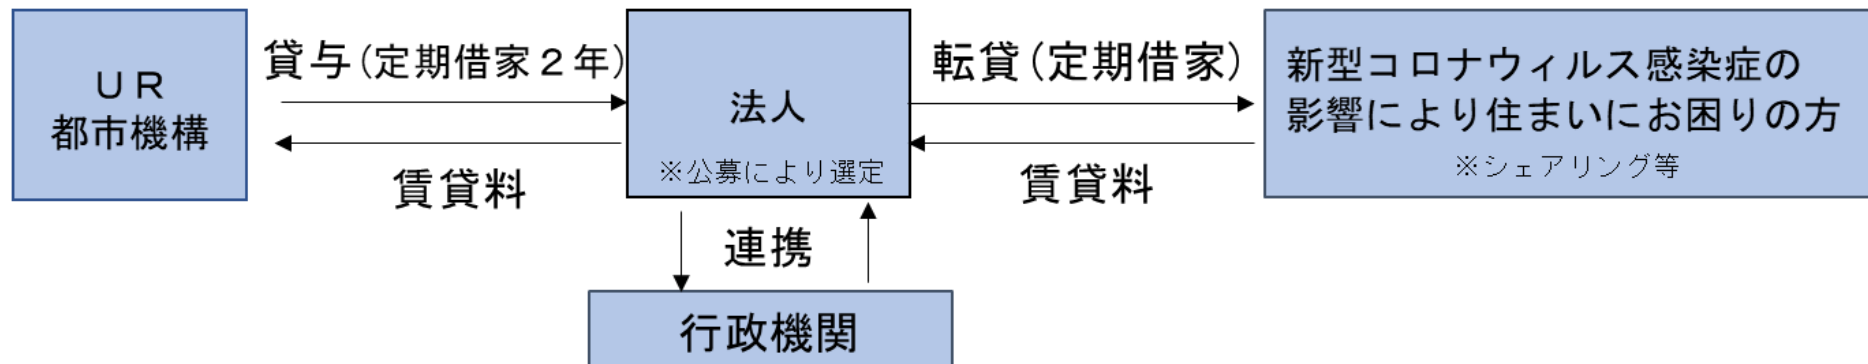 ＵＲ
都市機構
貸与(定期借家２年)
賃貸料
法人
※公募により選定
転貸(定期借家)
賃貸料
新型コロナウィルス感染症の
影響により住まいにお困りの方
※シェアリング等
連携
行政機関